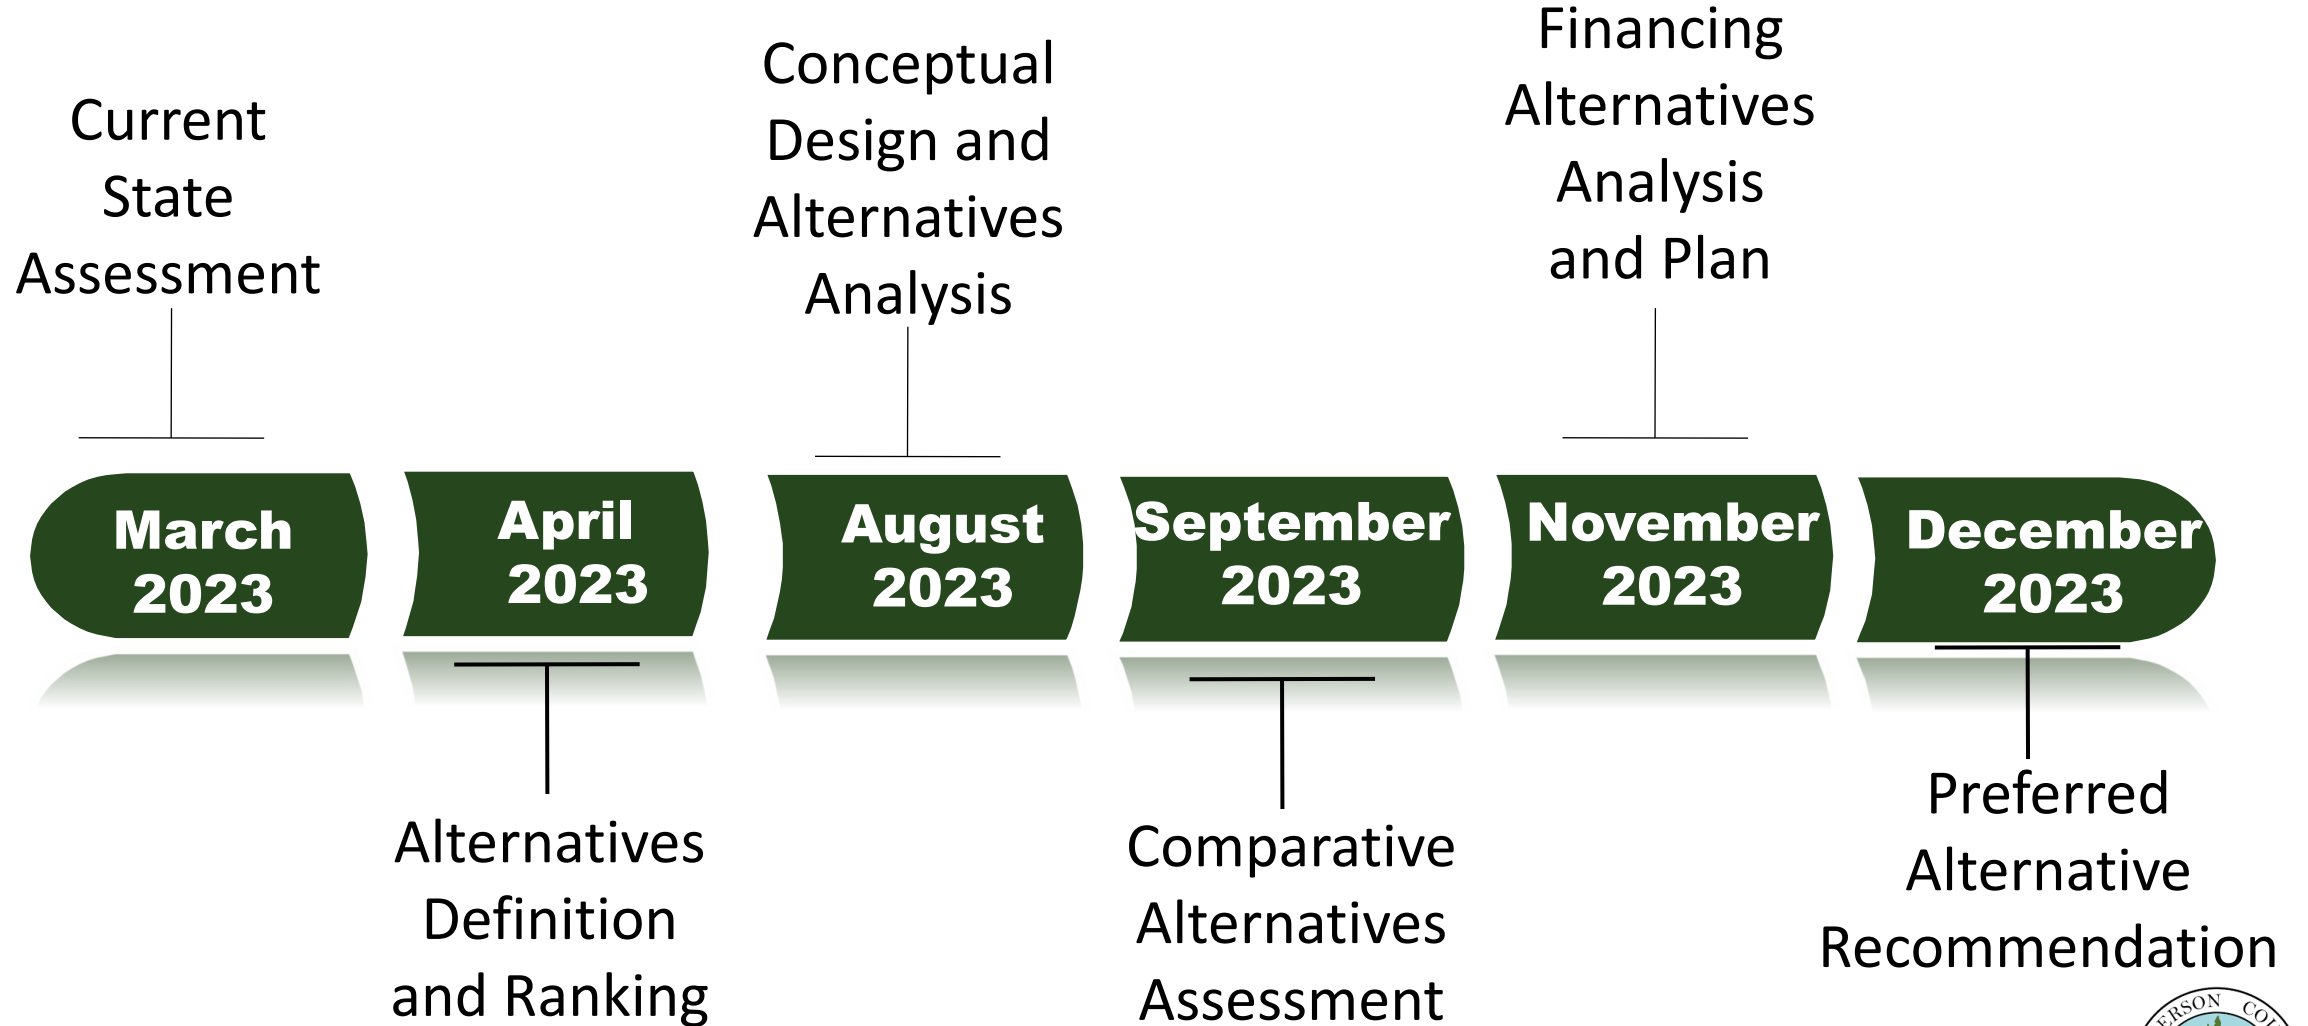 Current
State
Assessment
Conceptual
Design and
Alternatives
Analysis
Financing
Alternatives
Analysis
and Plan
March
2023
April
2023
August
2023
September
2023
November
2023
December
2023
Alternatives
Definition
and Ranking
Comparative
Alternatives
Assessment
Preferred
Alternative
Recommendation